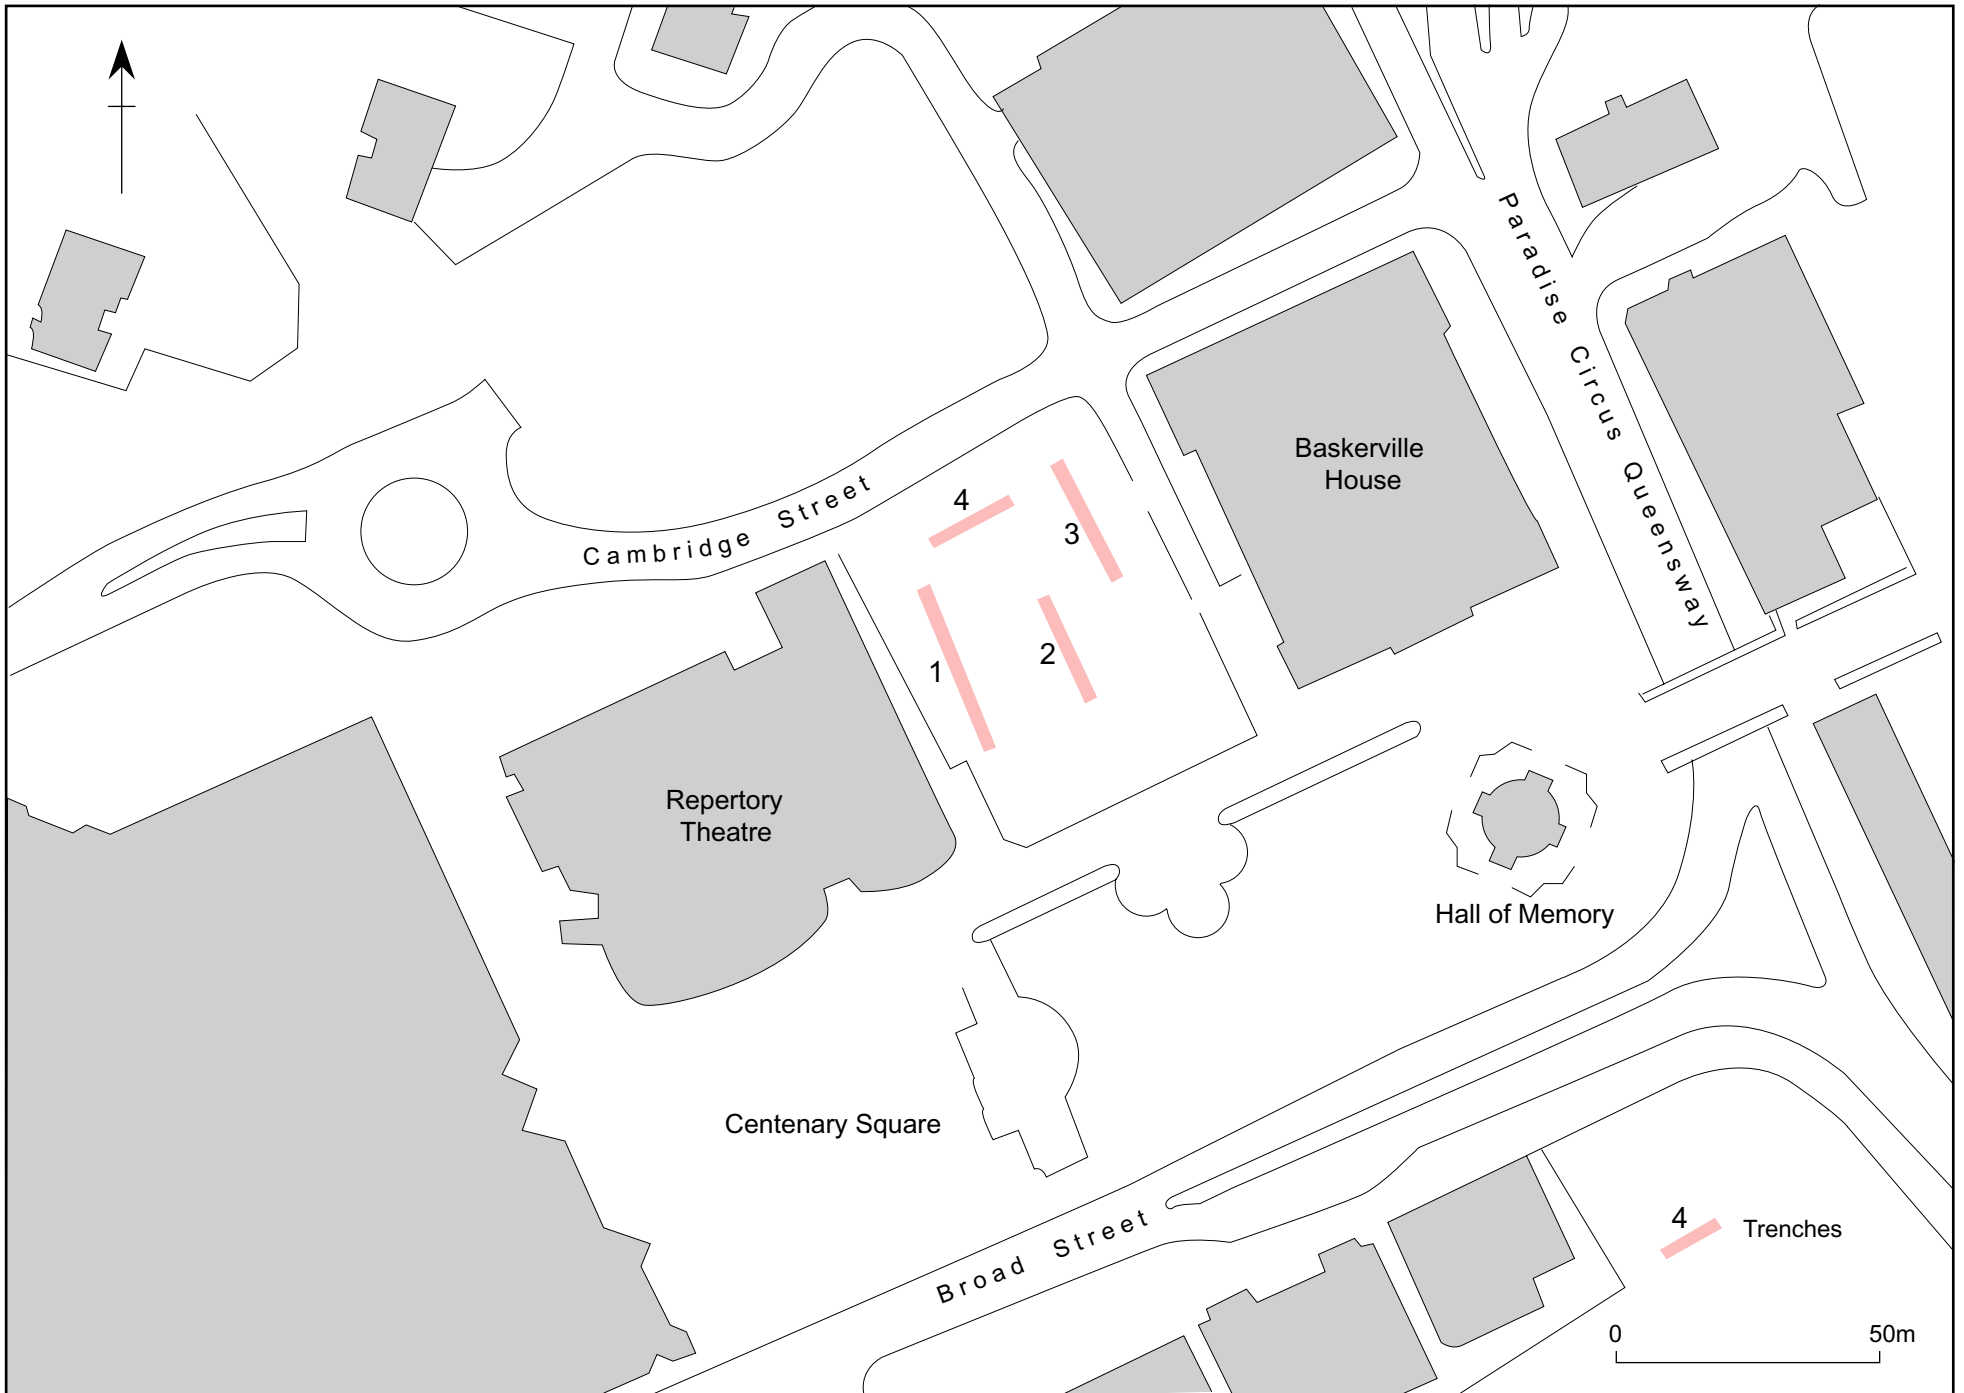 Paradise Circus Queensway
Baskerville
House
Cambridge Street
4
3
2
1
Repertory
Theatre
Hall of Memory
Centenary Square
Broad Street
4 Trenches
0 50m